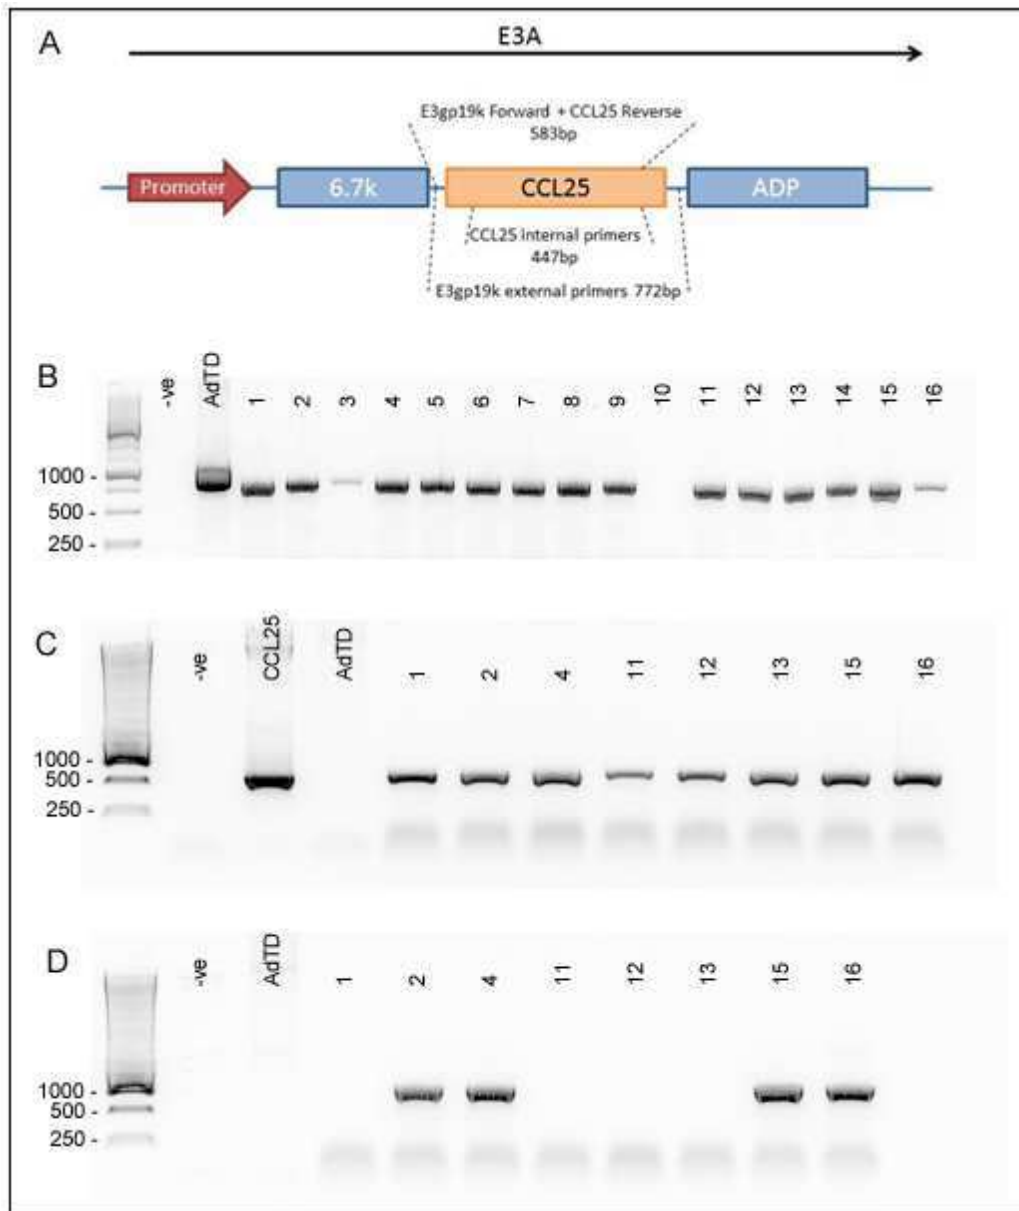 A
E3A
E3gp19k Forward + CCL25 Reverse
583bp
Promoter
6.7k
CCL25
ADP
CCL25 internal primers
447bp
E3gp19k external primers 772bp
B
-ve AdTD 1 2 3 4 5 6 7 8 9 10 11 12 13 14 15 16
1000 -
500 -
250 -
C
-ve CCL25 AdTD 1 2 4 11 12 13 15 16
1000 -
500 -
250 -
D
-ve AdTD 1 2 4 11 12 13 15 16
1000 -
500 -
250 -